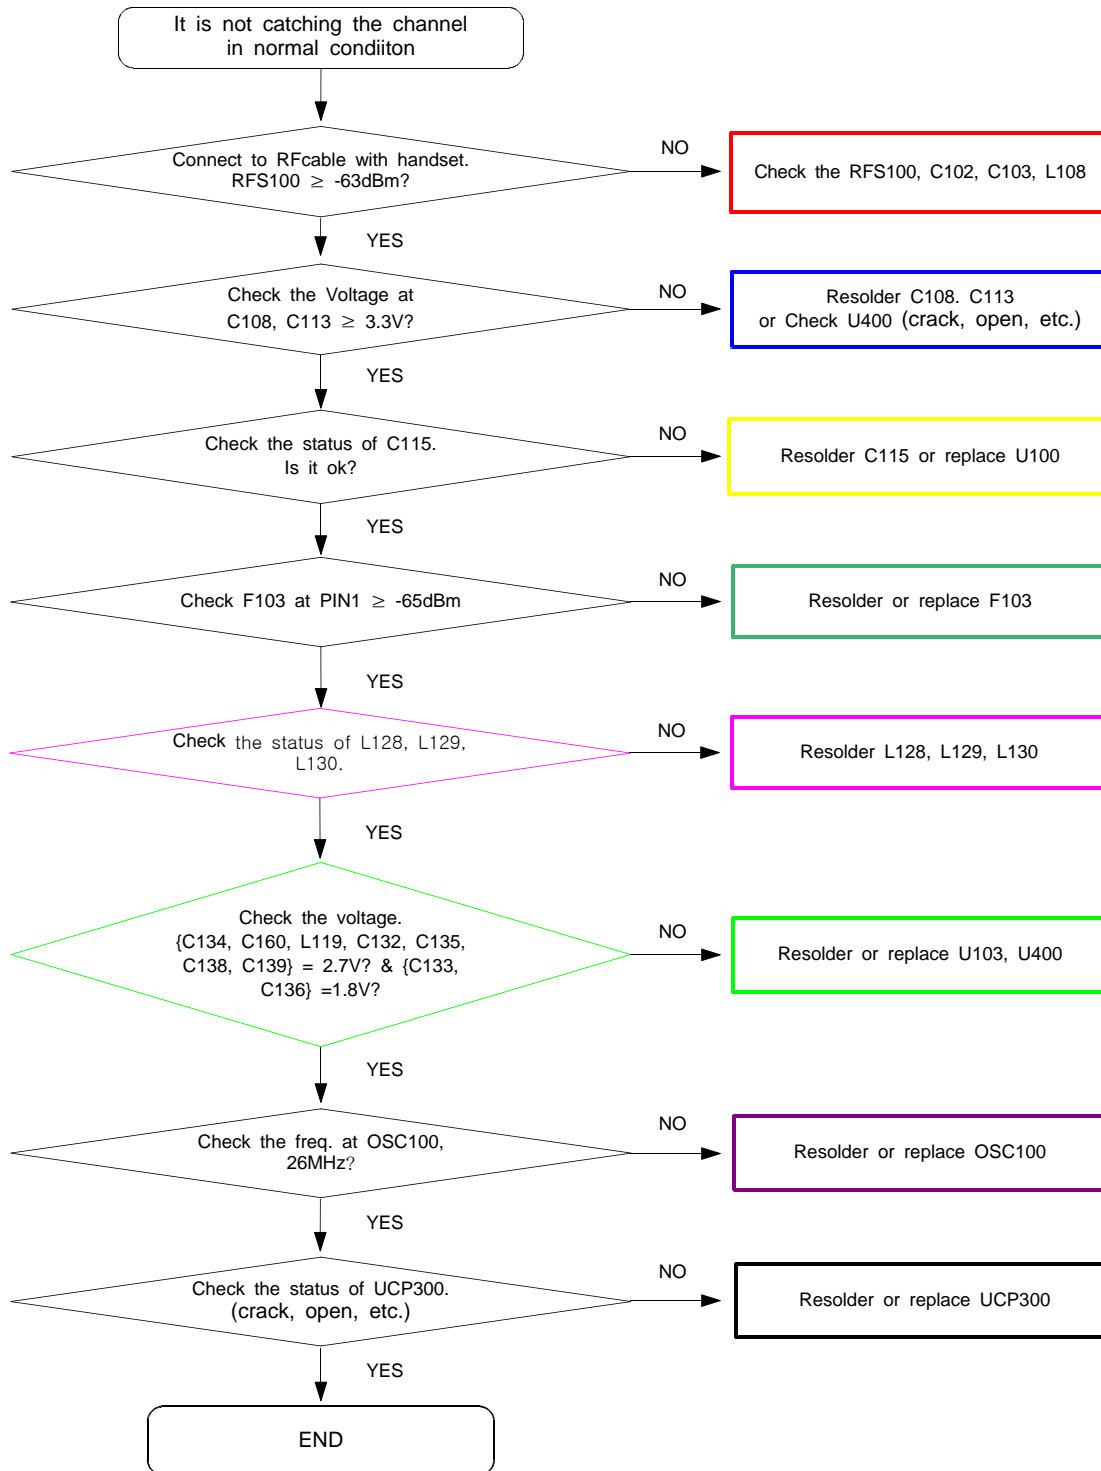 It is not catching the channel
in normal condiiton
Connect to RFcable with handset.
RFS100 ≥ -63dBm?
NO
Check the RFS100, C102, C103, L108
YES
Check the Voltage at
C108, C113 ≥ 3.3V?
NO
Resolder C108. C113
or Check U400 (crack, open, etc.)
YES
Check the status of C115.
Is it ok?
NO
Resolder C115 or replace U100
YES
Check F103 at PIN1 ≥ -65dBm
NO
Resolder or replace F103
YES
Check the status of L128, L129,
L130.
NO
Resolder L128, L129, L130
YES
Check the voltage.
{C134, C160, L119, C132, C135,
C138, C139} = 2.7V? & {C133,
C136} =1.8V?
NO
Resolder or replace U103, U400
YES
Check the freq. at OSC100,
26MHz?
NO
Resolder or replace OSC100
YES
Check the status of UCP300.
(crack, open, etc.)
NO
Resolder or replace UCP300
YES
END